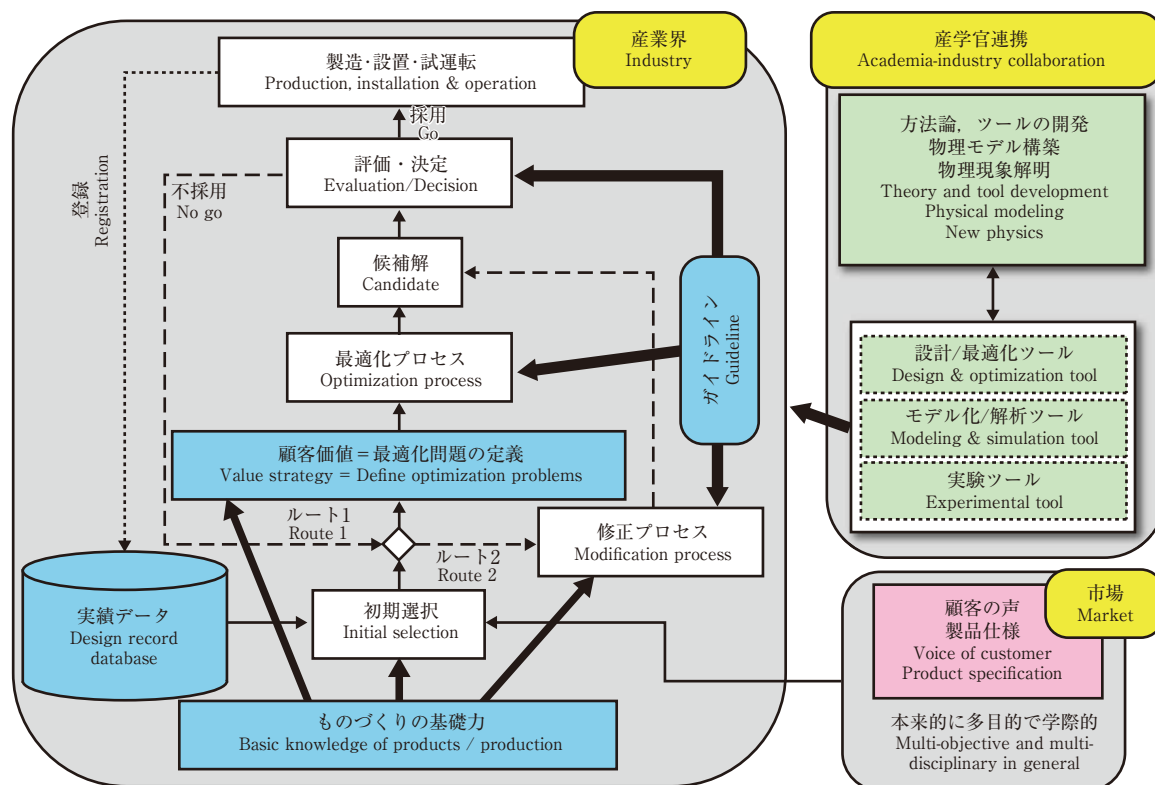 産業界
Industry
製造･設置･試運転
Production, installation & operation
採用
Go
評価・決定
Evaluation/Decision
不採用
No go
登録
Registration
候補解
Candidate
ガイドライン
Guideline
最適化プロセス
Optimization process
顧客価値＝最適化問題の定義
Value strategy = Define optimization problems
ルート1
Route 1
ルート2
Route 2
修正プロセス
Modification process
実績データ
Design record
database
初期選択
Initial selection
ものづくりの基礎力
Basic knowledge of products / production
産学官連携
Academia-industry collaboration
方法論，ツールの開発
物理モデル構築
物理現象解明
Theory and tool development
Physical modeling
New physics
設計/最適化ツール
Design & optimization tool
モデル化/解析ツール
Modeling & simulation tool
実験ツール
Experimental tool
市場
Market
顧客の声
製品仕様
Voice of customer
Product specification
本来的に多目的で学際的
Multi-objective and multi-
disciplinary in general